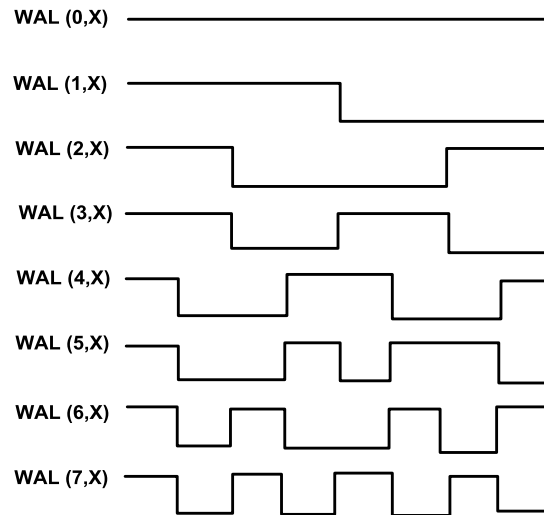 WAL (0,X)
WAL (1,X)
WAL (2,X)
WAL (3,X)
WAL (4,X)
WAL (5,X)
WAL (6,X)
WAL (7,X)